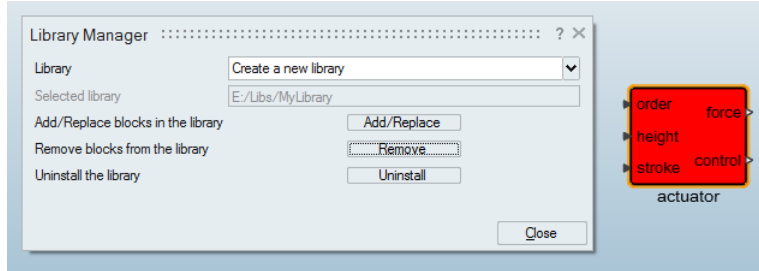 Library Manager ? ×
Library Create a new library
Selected library E:/Libs/MyLibrary
Add/Replace blocks in the library Add/Replace
Remove blocks from the library Remove
Uninstall the library Uninstall
Close
order force
height
stroke control
actuator